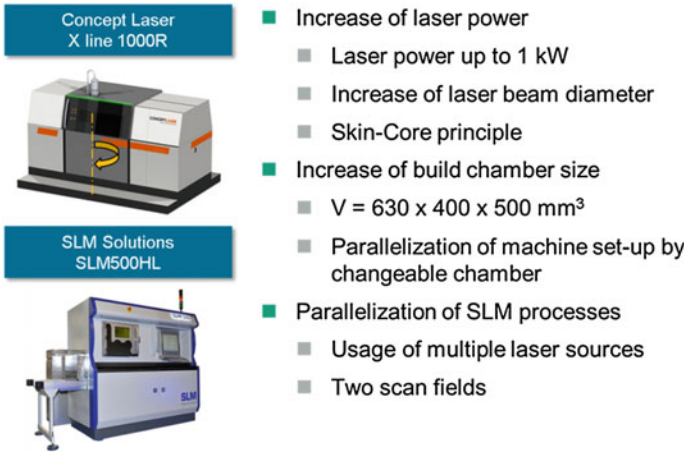 Concept Laser
X line 1000R
CONCEPTLASER
SLM Solutions
SLM500HL
SLM
Increase of laser power
Laser power up to 1 kW
Increase of laser beam diameter
Skin-Core principle
Increase of build chamber size
V = 630 x 400 x 500 mm³
Parallelization of machine set-up by
changeable chamber
Parallelization of SLM processes
Usage of multiple laser sources
Two scan fields